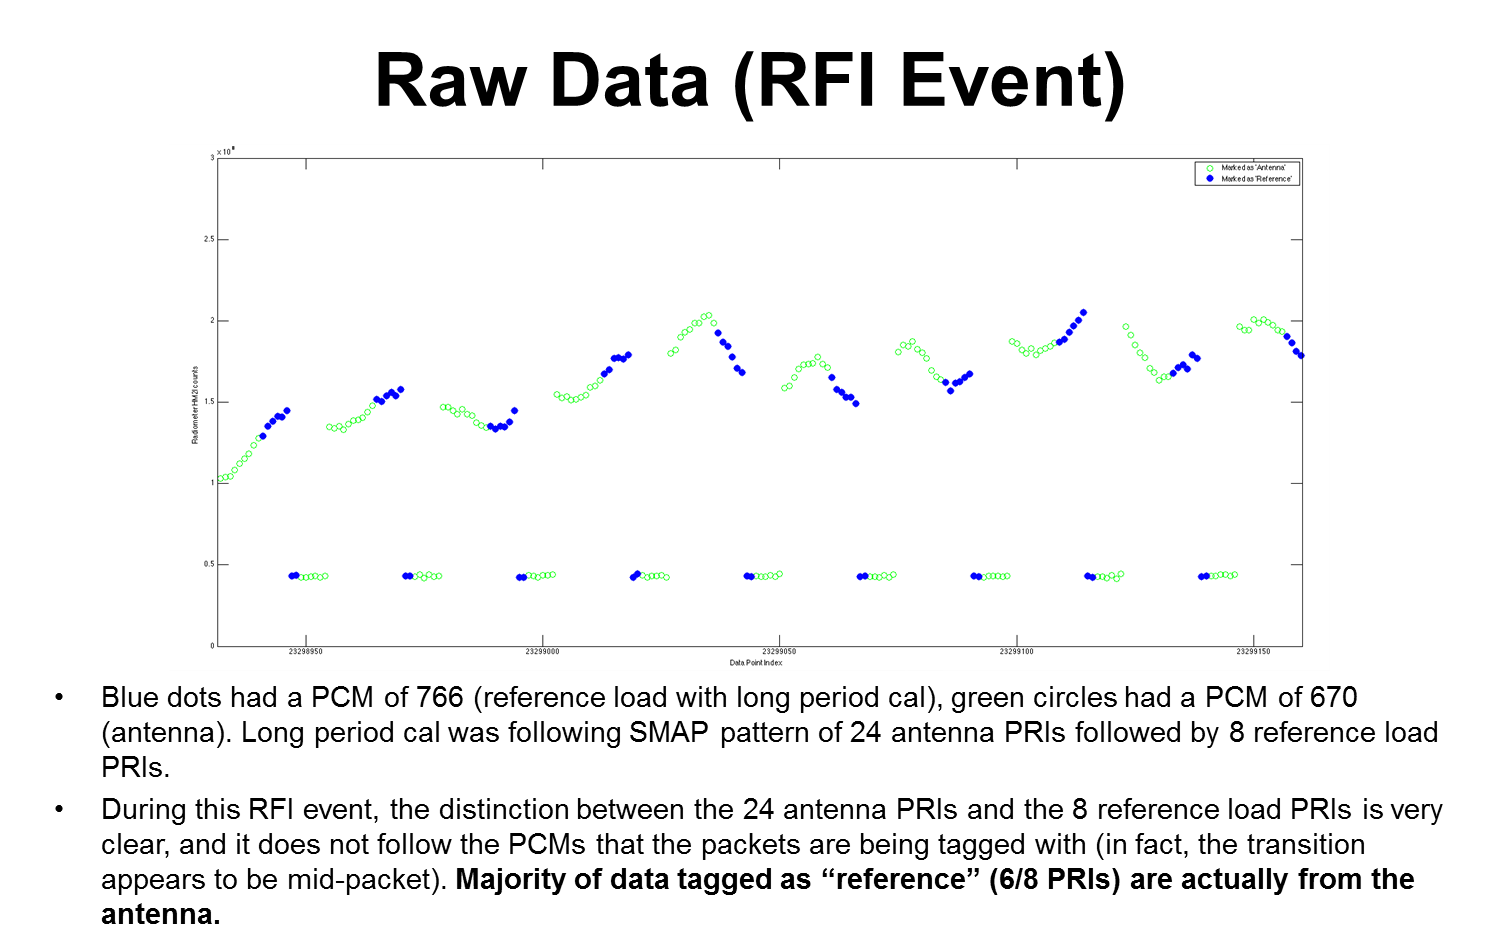 Raw Data (RFI Event)
× 10⁸
3
2.5
2
1.5
1
0.5
0
Radiometer HM2I counts
Marked as 'Antenna'
Marked as 'Reference'
23298950
23299000
23299050
23299100
23299150
Data Point Index
• Blue dots had a PCM of 766 (reference load with long period cal), green circles had a PCM of 670
(antenna). Long period cal was following SMAP pattern of 24 antenna PRIs followed by 8 reference load
PRIs.
• During this RFI event, the distinction between the 24 antenna PRIs and the 8 reference load PRIs is very
clear, and it does not follow the PCMs that the packets are being tagged with (in fact, the transition
appears to be mid-packet). Majority of data tagged as “reference” (6/8 PRIs) are actually from the
antenna.